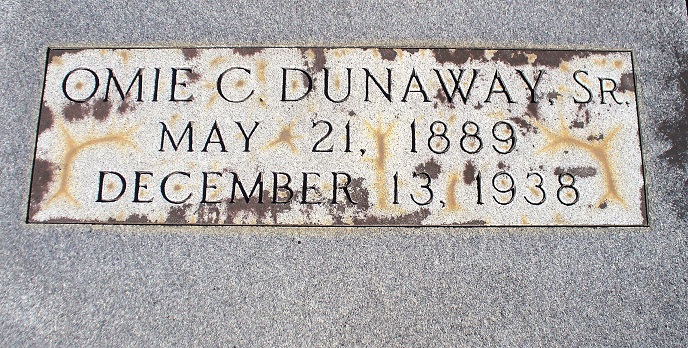 OMIE C. DUNAWAY, SR.
MAY 21, 1889
DECEMBER 13, 1938